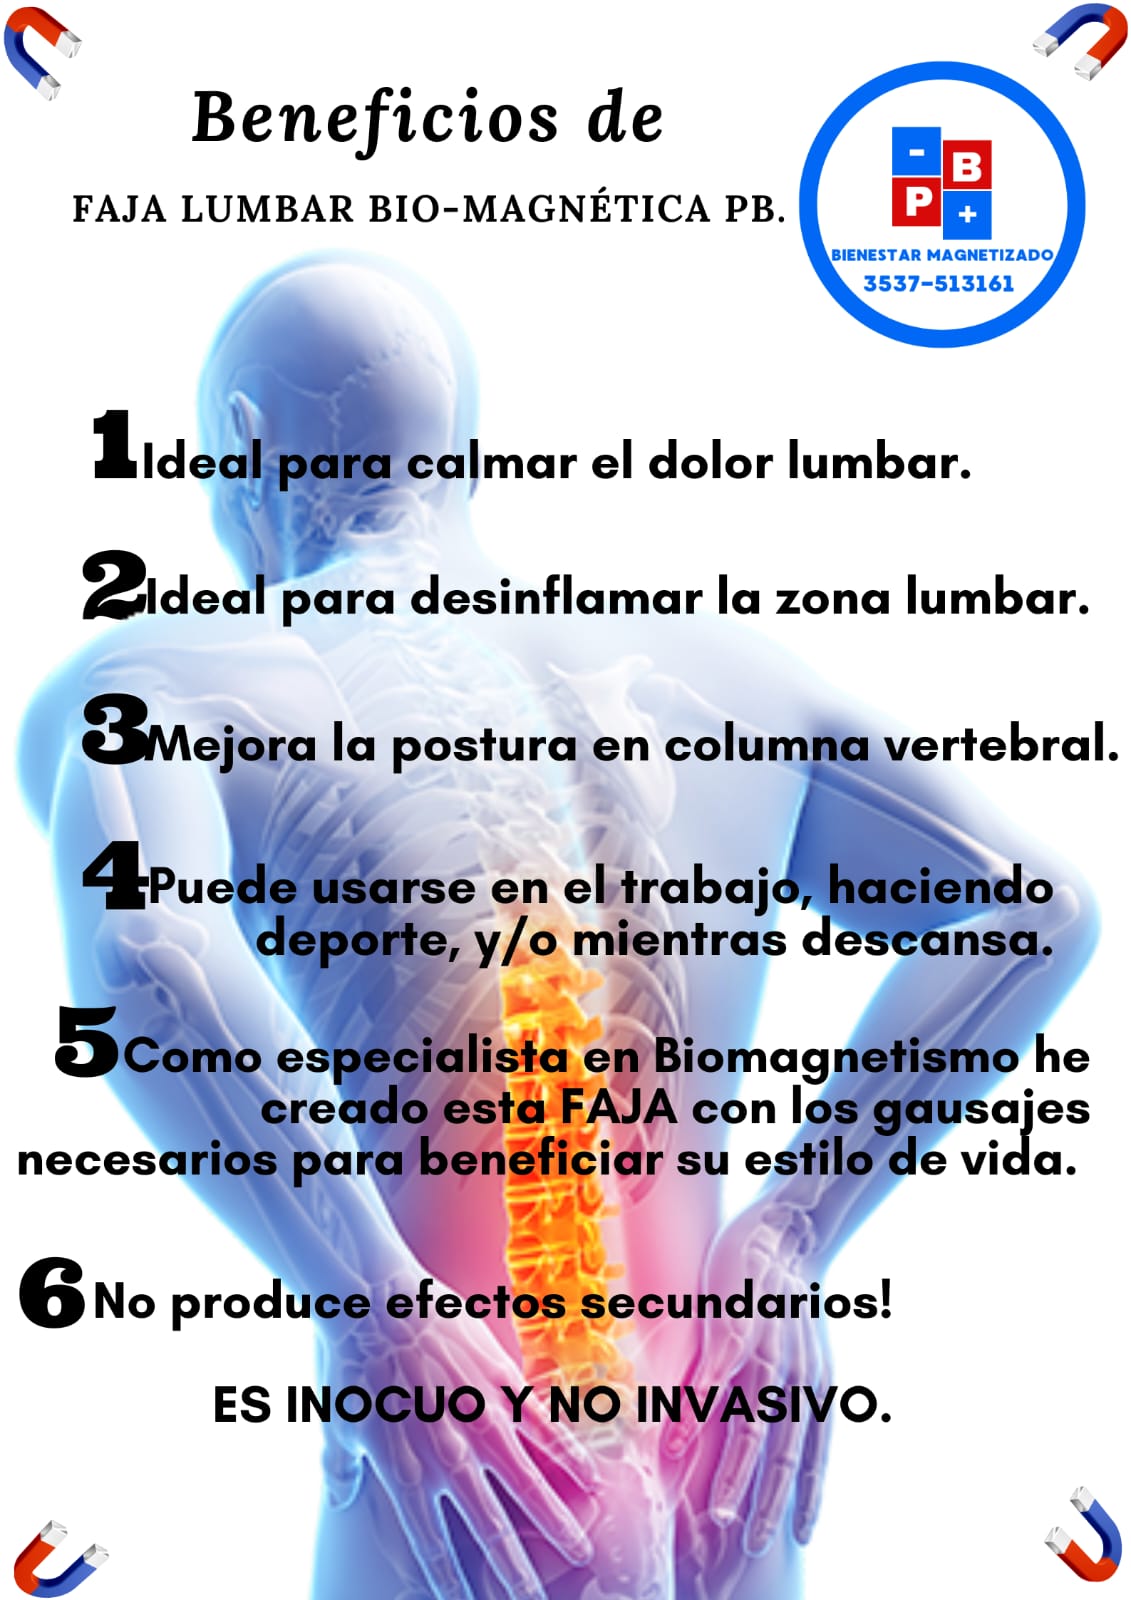 Beneficios de
FAJA LUMBAR BIO-MAGNÉTICA PB.
- B
P +
BIENESTAR MAGNETIZADO
3537-513161
1 Ideal para calmar el dolor lumbar.
2 Ideal para desinflamar la zona lumbar.
3 Mejora la postura en columna vertebral.
4 Puede usarse en el trabajo, haciendo
deporte, y/o mientras descansa.
5 Como especialista en Biomagnetismo he
creado esta FAJA con los gausajes
necesarios para beneficiar su estilo de vida.
6 No produce efectos secundarios!
ES INOCUO Y NO INVASIVO.